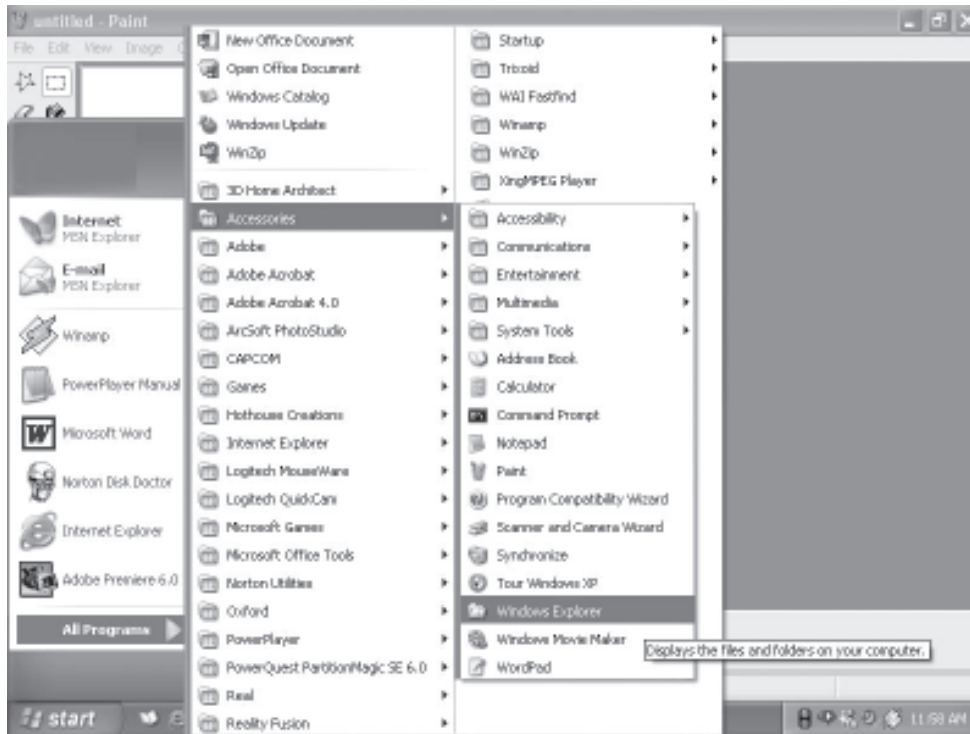 untitled - Paint
File Edit View Image
New Office Document
Open Office Document
Windows Catalog
Windows Update
WinZip
3D Home Architect
Accessories
Adobe
Adobe Acrobat
Adobe Acrobat 4.0
ArcSoft PhotoStudio
CAPCOM
Games
Hothouse Creations
Internet Explorer
Logitech MouseWare
Logitech QuickCam
Microsoft Games
Microsoft Office Tools
Norton Utilities
Oxford
PowerPlayer
PowerQuest PartitionMagic SE 6.0
Real
Reality Fusion
Startup
Trixoid
WAI Fastfind
Winamp
WinZip
XingMPEG Player
Accessibility
Communications
Entertainment
Multimedia
System Tools
Address Book
Calculator
Command Prompt
Notepad
Paint
Program Compatibility Wizard
Scanner and Camera Wizard
Synchronize
Tour Windows XP
Windows Explorer
Windows Movie Maker
WordPad
Displays the files and folders on your computer.
Internet
MSN Explorer
E-mail
MSN Explorer
Winamp
PowerPlayer Manual
Microsoft Word
Norton Disk Doctor
Internet Explorer
Adobe Premiere 6.0
All Programs
start
11:58 AM